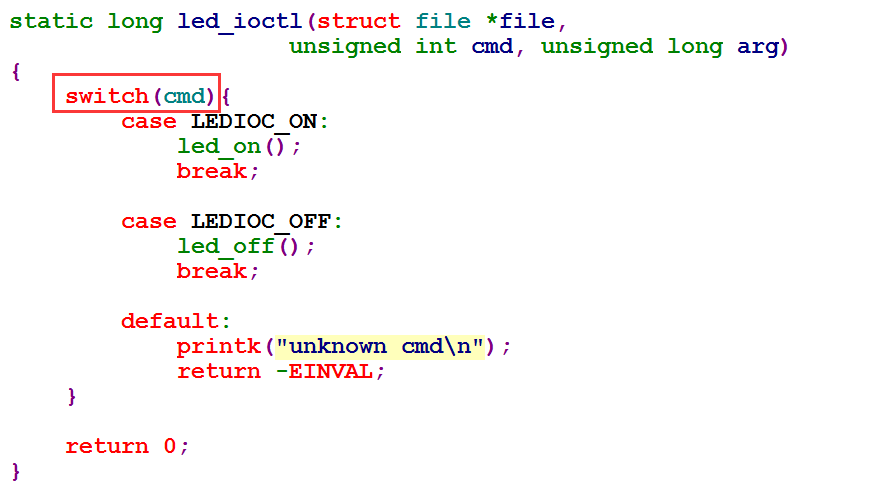 static long led_ioctl(struct file *file,
                    unsigned int cmd, unsigned long arg)
{
    switch(cmd){
        case LEDIOC_ON:
            led_on();
            break;

        case LEDIOC_OFF:
            led_off();
            break;

        default:
            printk("unknown cmd\n");
            return -EINVAL;
    }

    return 0;
}